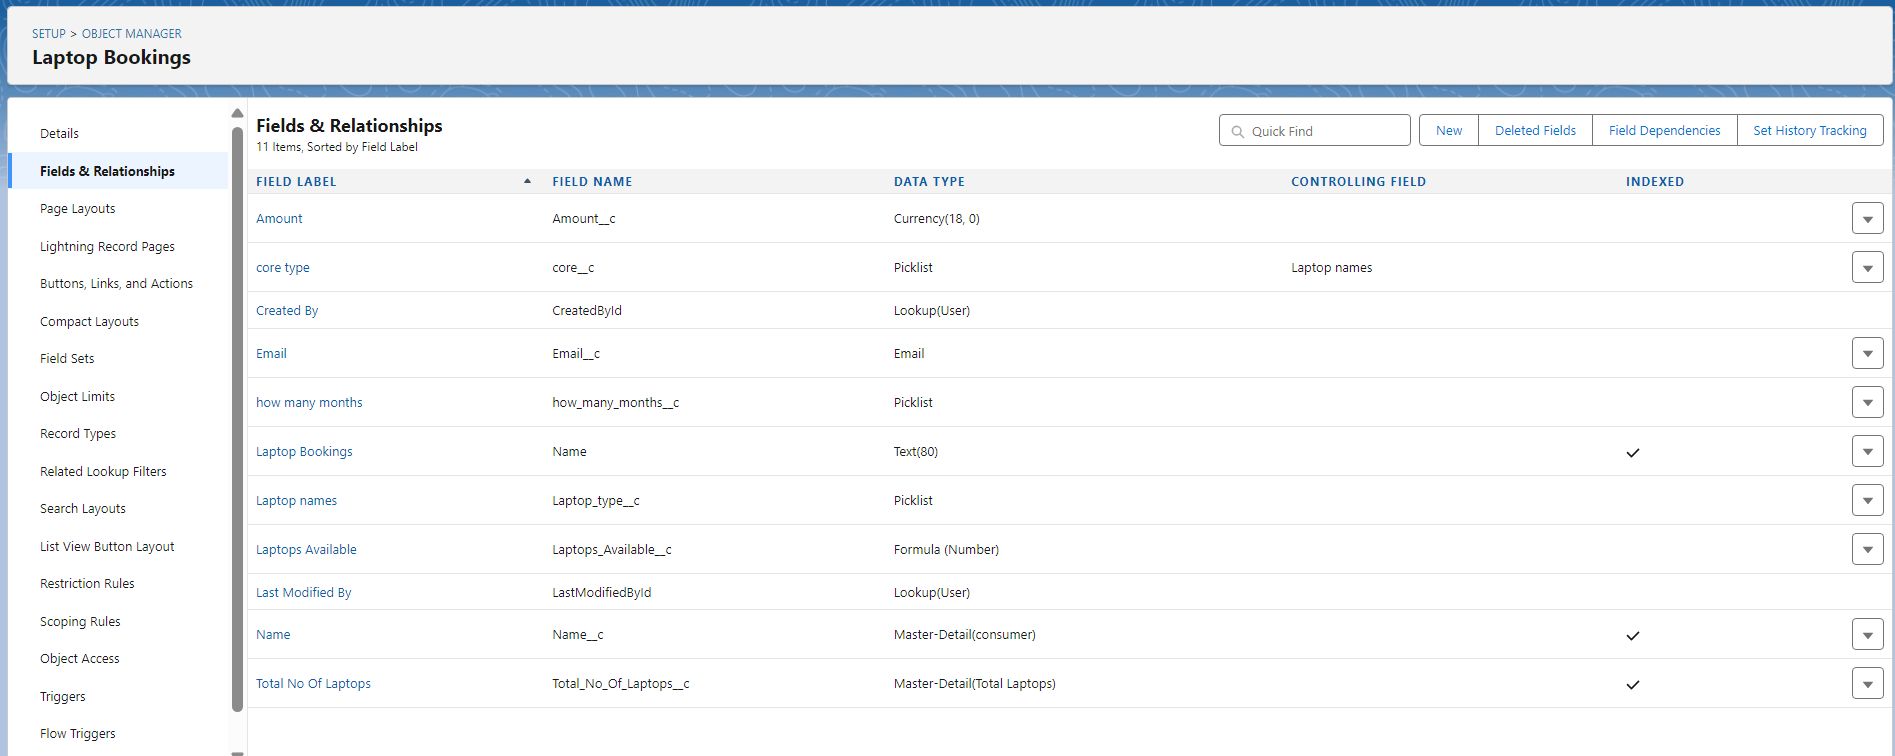 SETUP > OBJECT MANAGER
Laptop Bookings
Details
Fields & Relationships
Page Layouts
Lightning Record Pages
Buttons, Links, and Actions
Compact Layouts
Field Sets
Object Limits
Record Types
Related Lookup Filters
Search Layouts
List View Button Layout
Restriction Rules
Scoping Rules
Object Access
Triggers
Flow Triggers
Fields & Relationships
11 Items, Sorted by Field Label
Quick Find
New
Deleted Fields
Field Dependencies
Set History Tracking
FIELD LABEL FIELD NAME DATA TYPE CONTROLLING FIELD INDEXED
Amount Amount__c Currency(18, 0)
core type core__c Picklist Laptop names
Created By CreatedById Lookup(User)
Email Email__c Email
how many months how_many_months__c Picklist
Laptop Bookings Name Text(80)
Laptop names Laptop_type__c Picklist
Laptops Available Laptops_Available__c Formula (Number)
Last Modified By LastModifiedById Lookup(User)
Name Name__c Master-Detail(consumer)
Total No Of Laptops Total_No_Of_Laptops__c Master-Detail(Total Laptops)